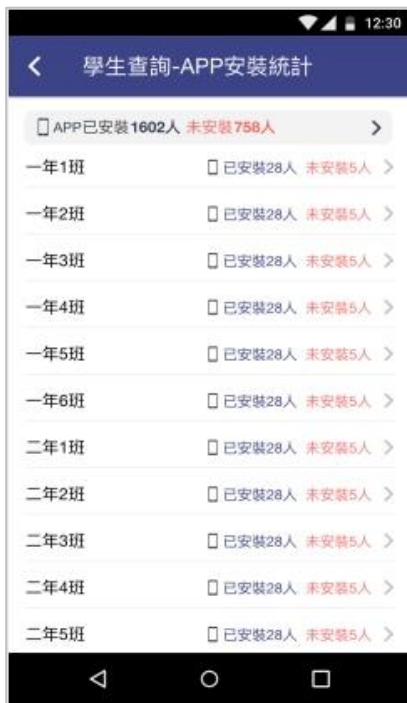 12:30
學生查詢-APP安裝統計
APP已安裝1602人 未安裝758人
一年1班 已安裝28人 未安裝5人
一年2班 已安裝28人 未安裝5人
一年3班 已安裝28人 未安裝5人
一年4班 已安裝28人 未安裝5人
一年5班 已安裝28人 未安裝5人
一年6班 已安裝28人 未安裝5人
二年1班 已安裝28人 未安裝5人
二年2班 已安裝28人 未安裝5人
二年3班 已安裝28人 未安裝5人
二年4班 已安裝28人 未安裝5人
二年5班 已安裝28人 未安裝5人